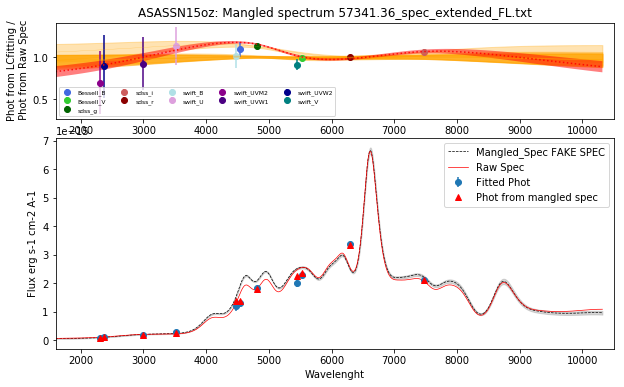 ASASSN15oz: Mangled spectrum 57341.36_spec_extended_FL.txt
Phot from LCfitting /
Phot from Raw Spec
1.0
0.5
Bessell_B
Bessell_V
sdss_g
sdss_i
sdss_r
swift_B
swift_U
swift_UVM2
swift_UVW1
swift_UVW2
swift_V
2000 3000 4000 5000 6000 7000 8000 9000 10000
Flux erg s-1 cm-2 A-1
7
6
5
4
3
2
1
0
Mangled_Spec FAKE SPEC
Raw Spec
Fitted Phot
Phot from mangled spec
2000 3000 4000 5000 6000 7000 8000 9000 10000
Wavelenght